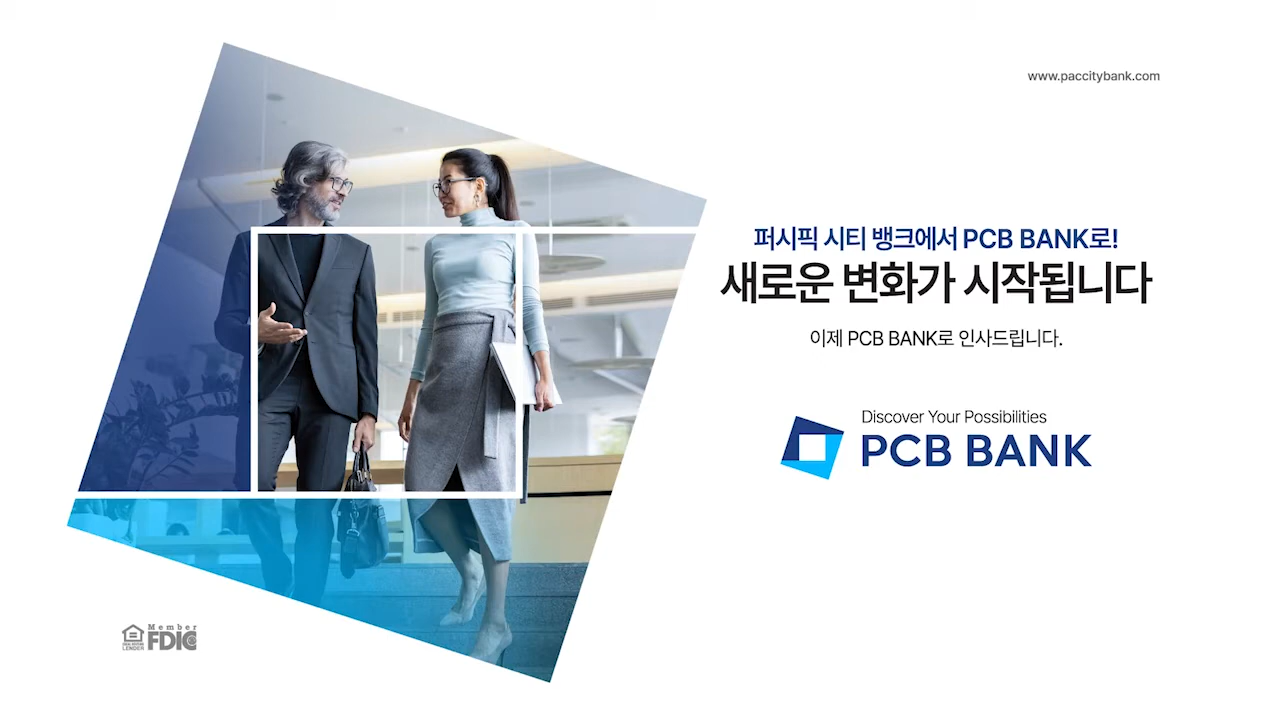 www.paccitybank.com
퍼시픽 시티 뱅크에서 PCB BANK로!
새로운 변화가 시작됩니다
이제 PCB BANK로 인사드립니다.
Discover Your Possibilities
PCB BANK
Member
FDIC
LENDER